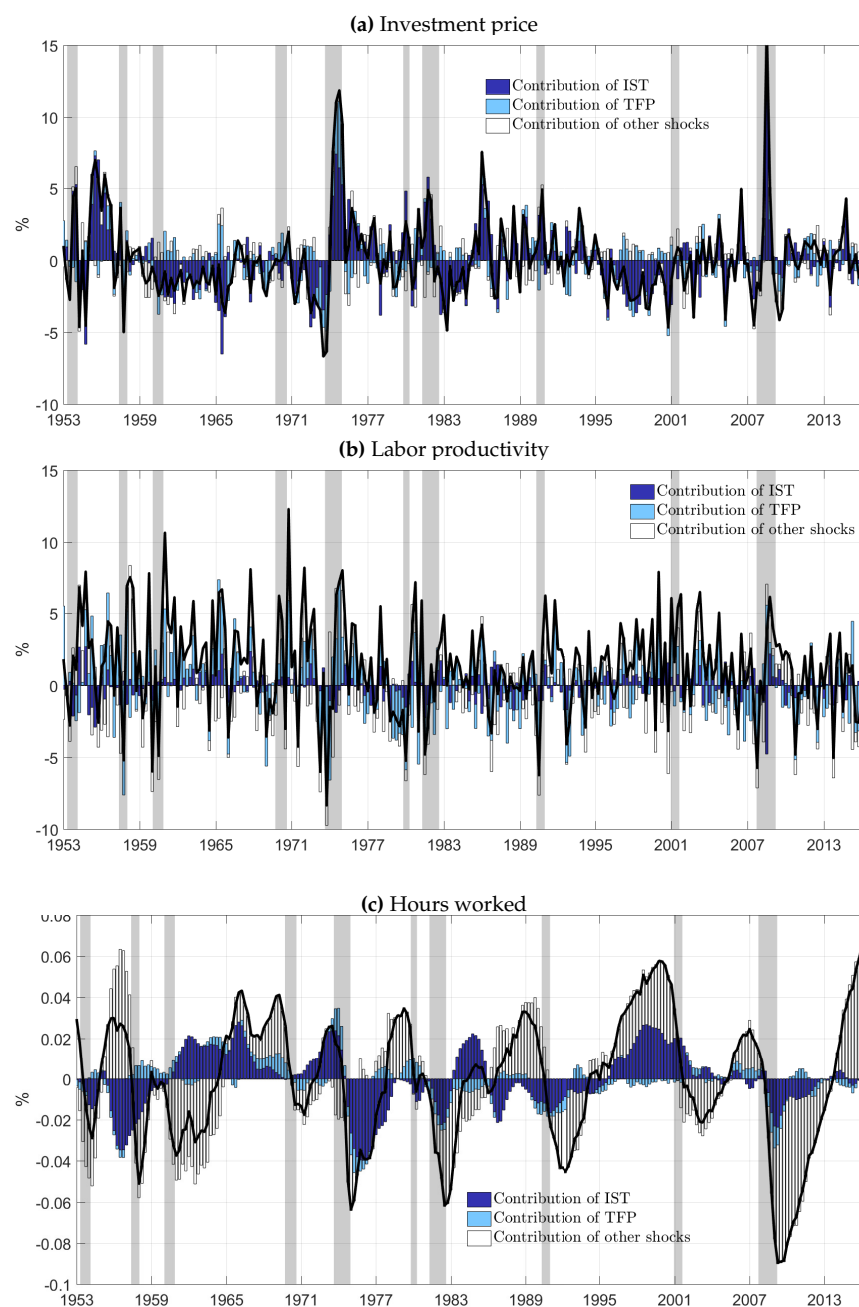 (a) Investment price
15
10
5
0
-5
-10
%
Contribution of IST
Contribution of TFP
Contribution of other shocks
1953 1959 1965 1971 1977 1983 1989 1995 2001 2007 2013
(b) Labor productivity
15
10
5
0
-5
-10
%
Contribution of IST
Contribution of TFP
Contribution of other shocks
1953 1959 1965 1971 1977 1983 1989 1995 2001 2007 2013
(c) Hours worked
0.08
0.06
0.04
0.02
0
-0.02
-0.04
-0.06
-0.08
-0.1
%
Contribution of IST
Contribution of TFP
Contribution of other shocks
1953 1959 1965 1971 1977 1983 1989 1995 2001 2007 2013